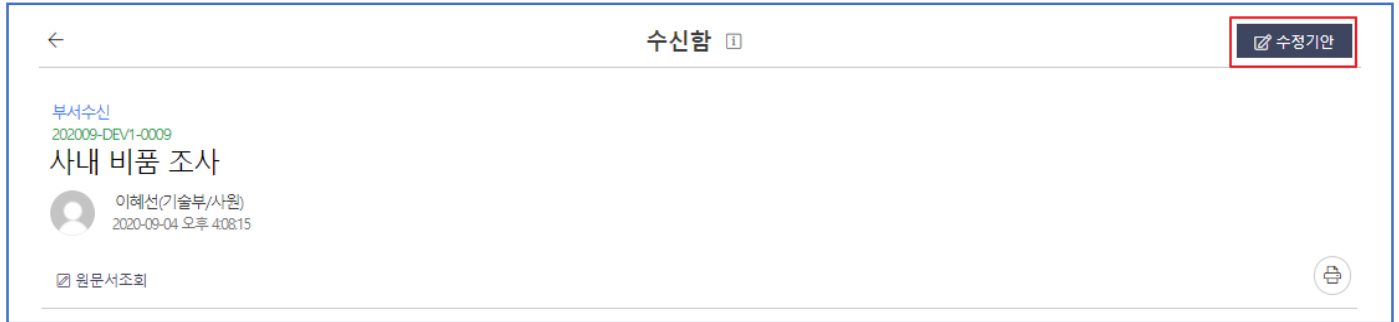 수신함
수정기안
부서수신
202009-DEV1-0009
사내 비품 조사
이혜선(기술부/사원)
2020-09-04 오후 4:08:15
원문서조회